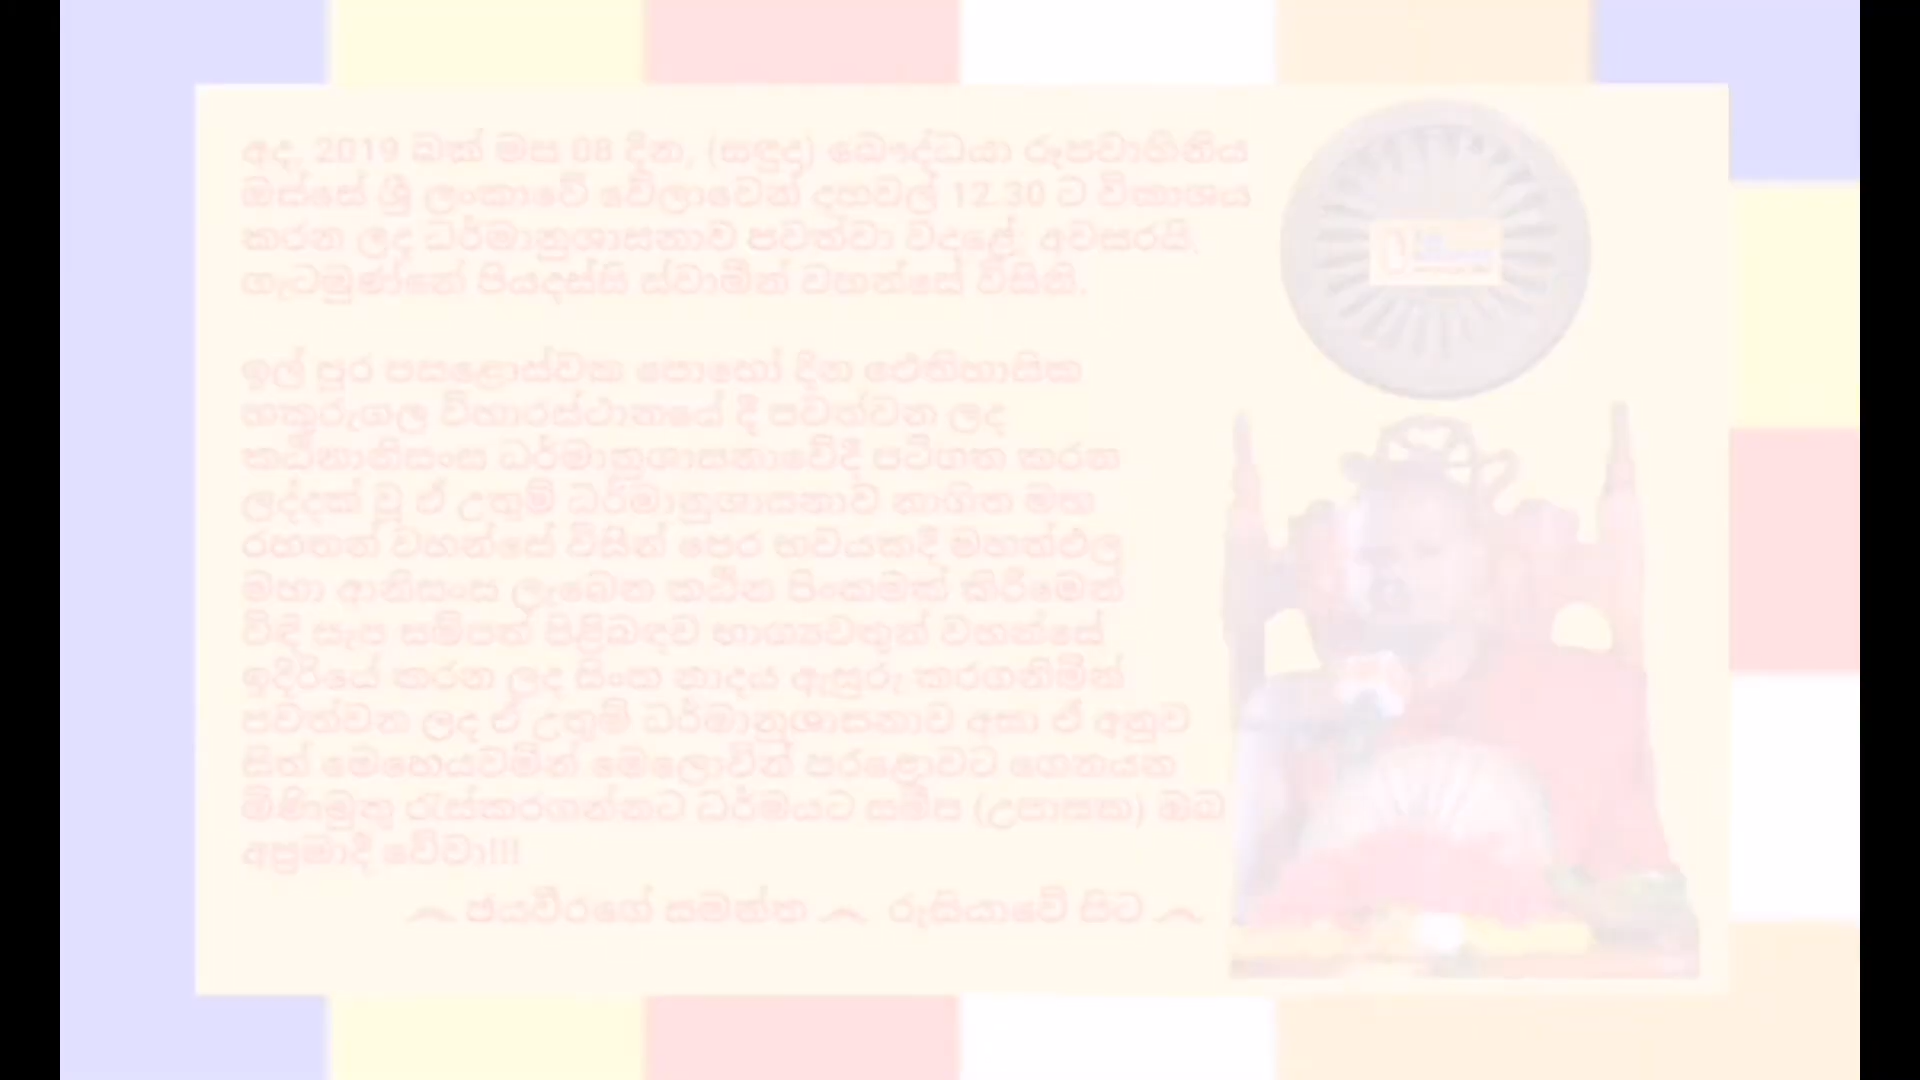 අද, 2019 බක් මස 08 දින, (සඳුදා) බෞද්ධයා රූපවාහිනිය
ඔස්සේ ශ්‍රී ලංකාවේ වේලාවෙන් දහවල් 12.30 ට විකාශය
කරන ලද ධර්මානුශාසනාව පවත්වා වදාළේ, අවසරයි,
ගැටමුණ්නේ පියදස්සි ස්වාමීන් වහන්සේ විසිනි.
ඉල් පුර පසළොස්වක පොහෝ දින ඓතිහාසික
හකුරුගල විහාරස්ථානයේ දී පවත්වන ලද
කඨිනානිසංස ධර්මානුශාසනාවේදී පටිගත කරන
ලද්දක් වූ ඒ උතුම් ධර්මානුශාසනාව නාගිත මහ
රහතන් වහන්සේ විසින් පෙර භවයකදී මහත්ඵල
මහා ආනිසංස ලැබෙන කඨින පිංකමක් කිරීමෙන්
විඳි සැප සම්පත් පිළිබඳව භාග්‍යවතුන් වහන්සේ
ඉදිරියේ කරන ලද සිංහ නාදය ඇසුරු කරගනිමින්
පවත්වන ලද ඒ උතුම් ධර්මානුශාසනාව අසා ඒ අනුව
සිත් මෙහෙයවමින් මෙලොවින් පරළොවට ගෙනයන
මිණිමුතු රැස්කරගන්නට ධර්මයට සමීප (උපාසක) ඔබ
අප්‍රමාදී වේවා!!!
ජයවීරගේ සමන්ත රුසියාවේ සිට